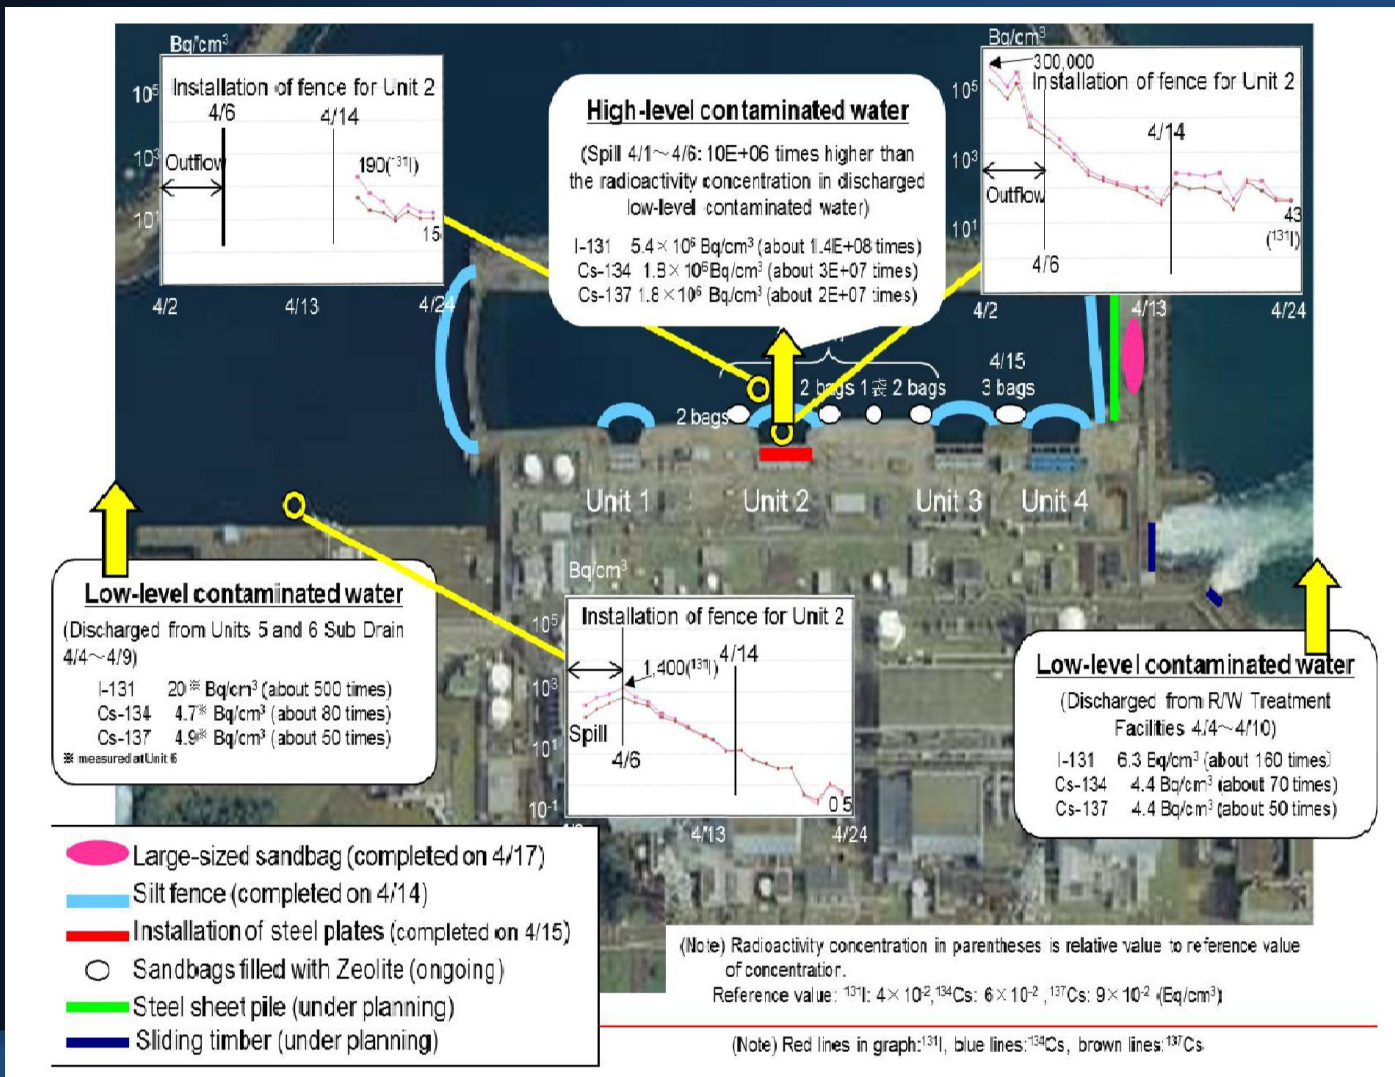 Bq/cm³
Installation of fence for Unit 2
4/6
4/14
10⁵
10³
10¹
Outflow
190(¹³¹I)
15
4/2
4/13
4/24
High-level contaminated water
(Spill 4/1～4/6: 10E+06 times higher than
the radioactivity concentration in discharged
low-level contaminated water)
I-131 5.4×10⁶ Bq/cm³ (about 1.4E+08 times)
Cs-134 1.8×10⁶Bq/cm³ (about 3E+07 times)
Cs-137 1.8×10⁶ Bq/cm³ (about 2E+07 times)
Bq/cm³
300,000
Installation of fence for Unit 2
10⁵
4/14
10³
Outflow
10¹
43
(¹³¹I)
4/6
4/2
4/13
4/24
4/15
2 bags 1袋 2 bags
3 bags
2 bags
Unit 1
Unit 2
Unit 3
Unit 4
Low-level contaminated water
(Discharged from Units 5 and 6 Sub Drain
4/4～4/9)
I-131 20※ Bq/cm³ (about 500 times)
Cs-134 4.7※ Bq/cm³ (about 80 times)
Cs-137 4.9※ Bq/cm³ (about 50 times)
※ measured at Unit 6
Bq/cm³
Installation of fence for Unit 2
10⁵
4/14
1,400(¹³¹I)
10³
Spill
10¹
4/6
10⁻¹
0.5
4/13
4/24
Low-level contaminated water
(Discharged from R/W Treatment
Facilities 4/4～4/10)
I-131 6.3 Bq/cm³ (about 160 times)
Cs-134 4.4 Bq/cm³ (about 70 times)
Cs-137 4.4 Bq/cm³ (about 50 times)
Large-sized sandbag (completed on 4/17)
Silt fence (completed on 4/14)
Installation of steel plates (completed on 4/15)
Sandbags filled with Zeolite (ongoing)
Steel sheet pile (under planning)
Sliding timber (under planning)
(Note) Radioactivity concentration in parentheses is relative value to reference value
of concentration.
Reference value: ¹³¹I: 4×10⁻², ¹³⁴Cs: 6×10⁻², ¹³⁷Cs: 9×10⁻² (Bq/cm³)
(Note) Red lines in graph:¹³¹I, blue lines:¹³⁴Cs, brown lines:¹³⁷Cs